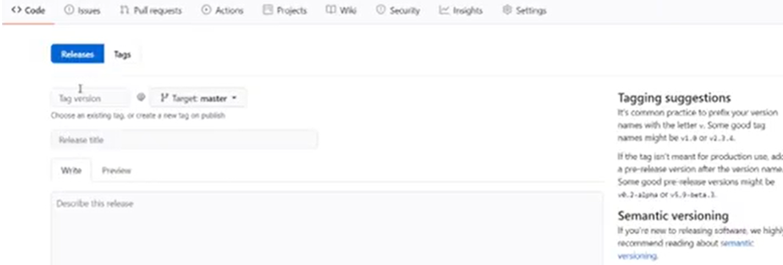 Code Issues Pull requests Actions Projects Wiki Security Insights Settings
Releases Tags
Tag version @ Target: master
Choose an existing tag, or create a new tag on publish
Release title
Write Preview
Describe this release
Tagging suggestions
It's common practice to prefix your version
names with the letter v. Some good tag
names might be v1.0 or v2.3.4.
If the tag isn't meant for production use, add
a pre-release version after the version name.
Some good pre-release versions might be
v0.2-alpha or v5.9-beta.3.
Semantic versioning
If you're new to releasing software, we highly
recommend reading about semantic
versioning.